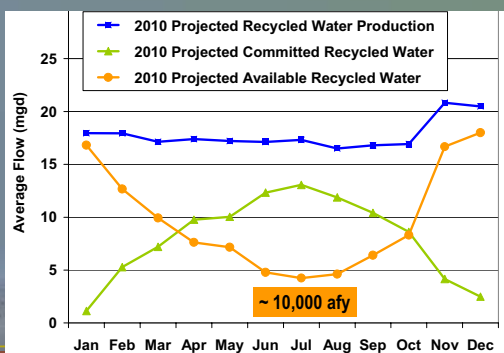 2010 Projected Recycled Water Production
2010 Projected Committed Recycled Water
2010 Projected Available Recycled Water
Average Flow (mgd)
25
20
15
10
5
0
~ 10,000 afy
Jan Feb Mar Apr May Jun Jul Aug Sep Oct Nov Dec